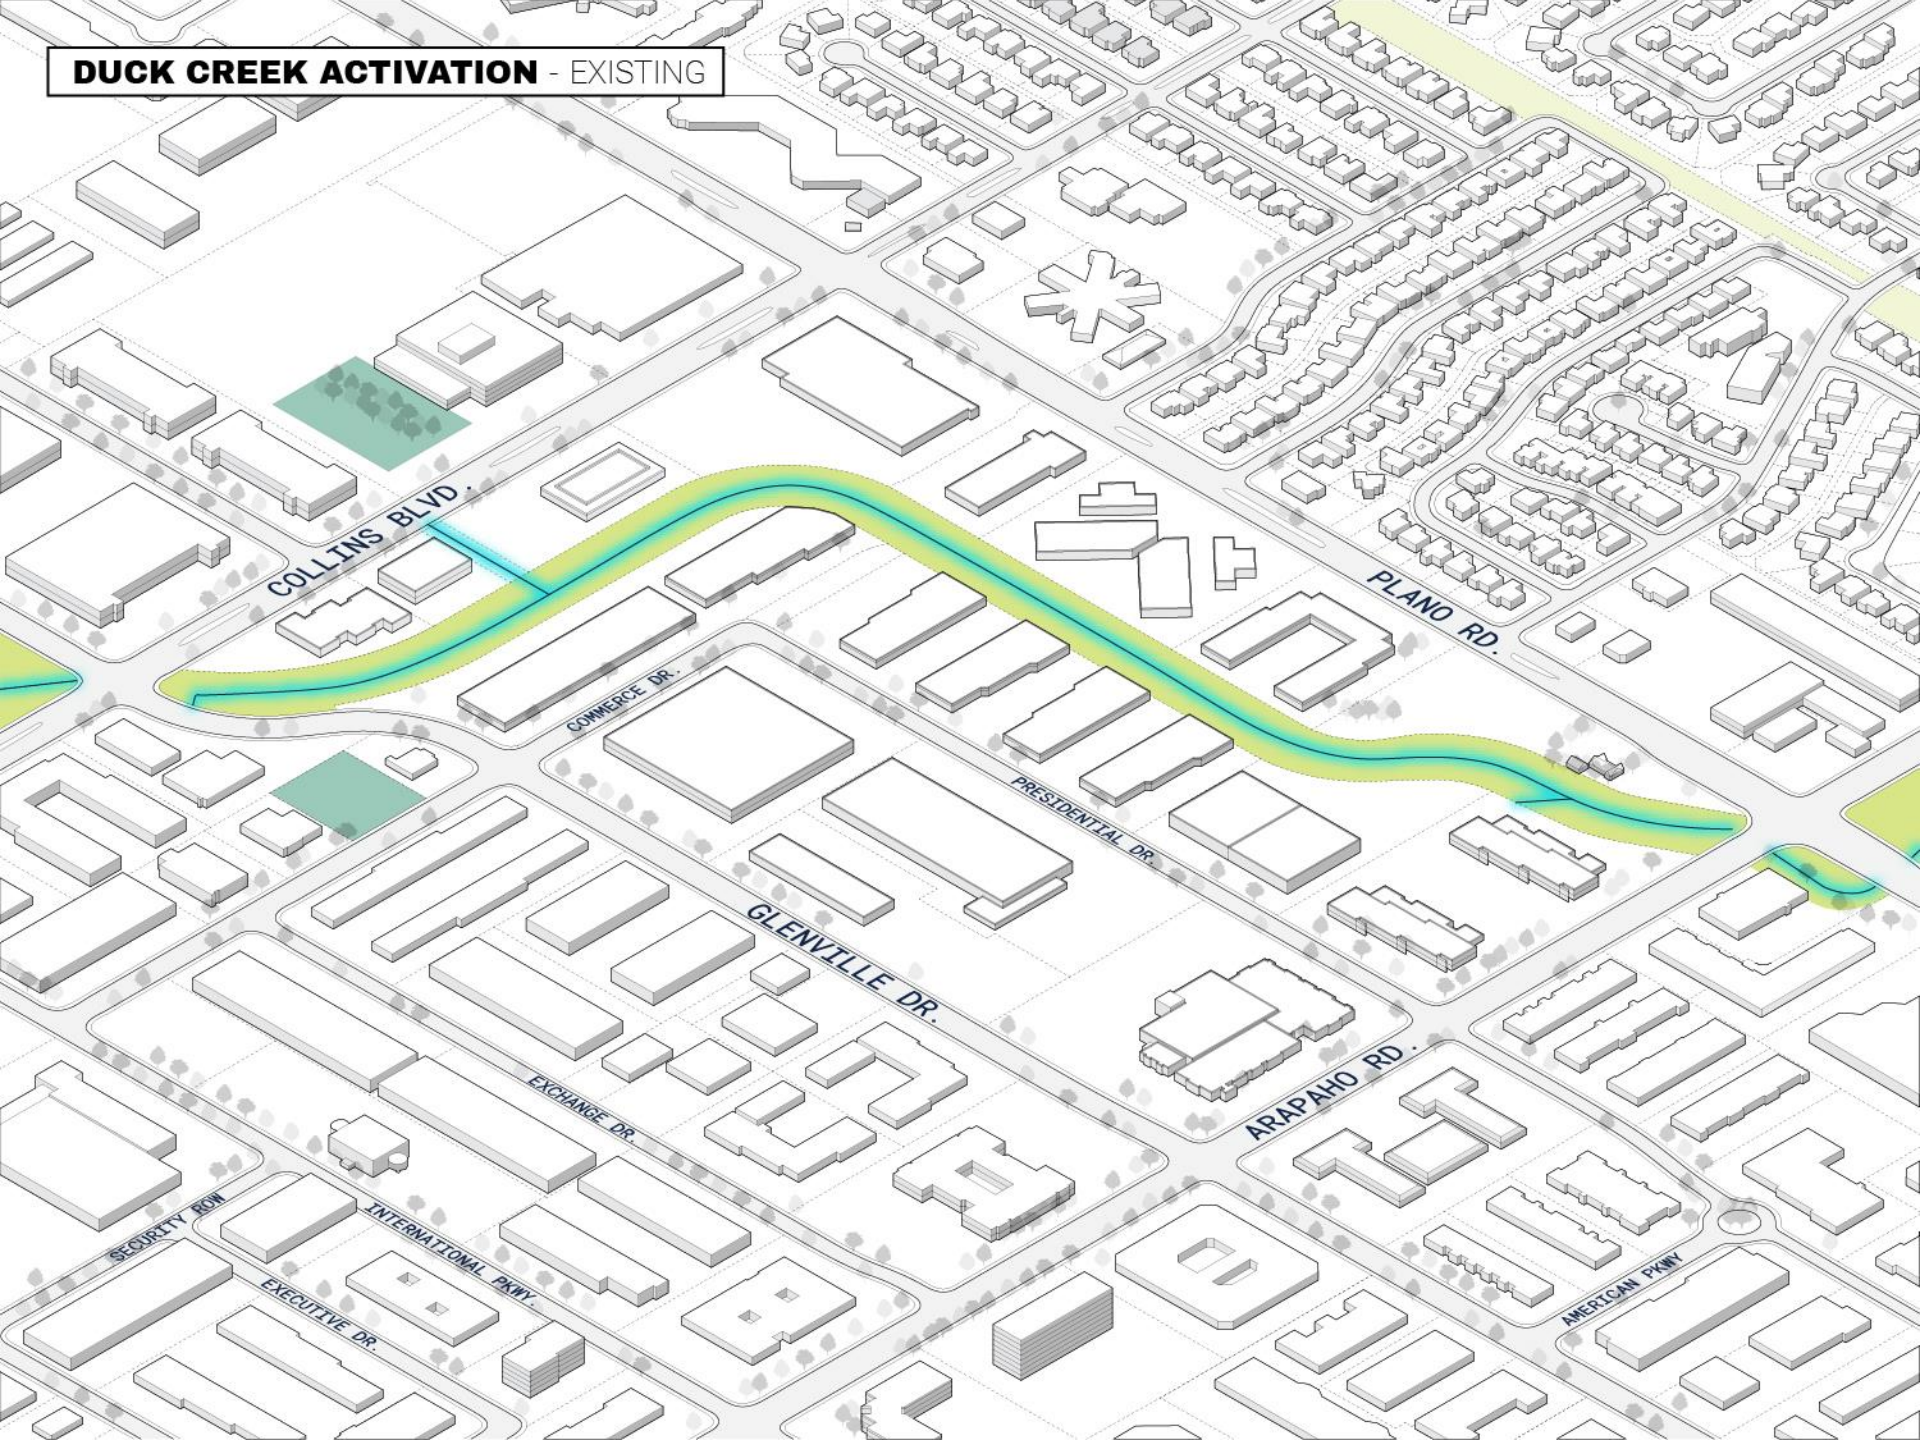 DUCK CREEK ACTIVATION - EXISTING
COLLINS BLVD.
PLANO RD.
COMMERCE DR.
PRESIDENTIAL DR.
GLENVILLE DR.
ARAPAHO RD.
EXCHANGE DR.
SECURITY ROW
INTERNATIONAL PKWY.
EXECUTIVE DR.
AMERICAN PKWY